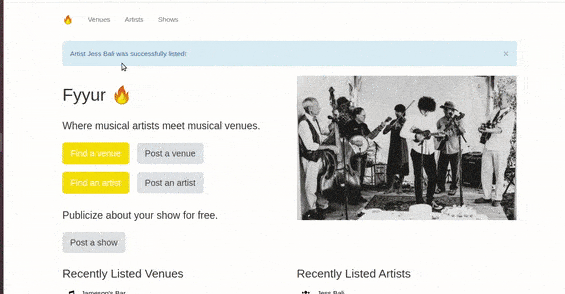 Venues Artists Shows
Artist Jess Bali was successfully listed!
×
Fyyur 🔥
Where musical artists meet musical venues.
Find a venue Post a venue
Find an artist Post an artist
Publicize about your show for free.
Post a show
Recently Listed Venues Recently Listed Artists
Jameson's Bar Jess Bali